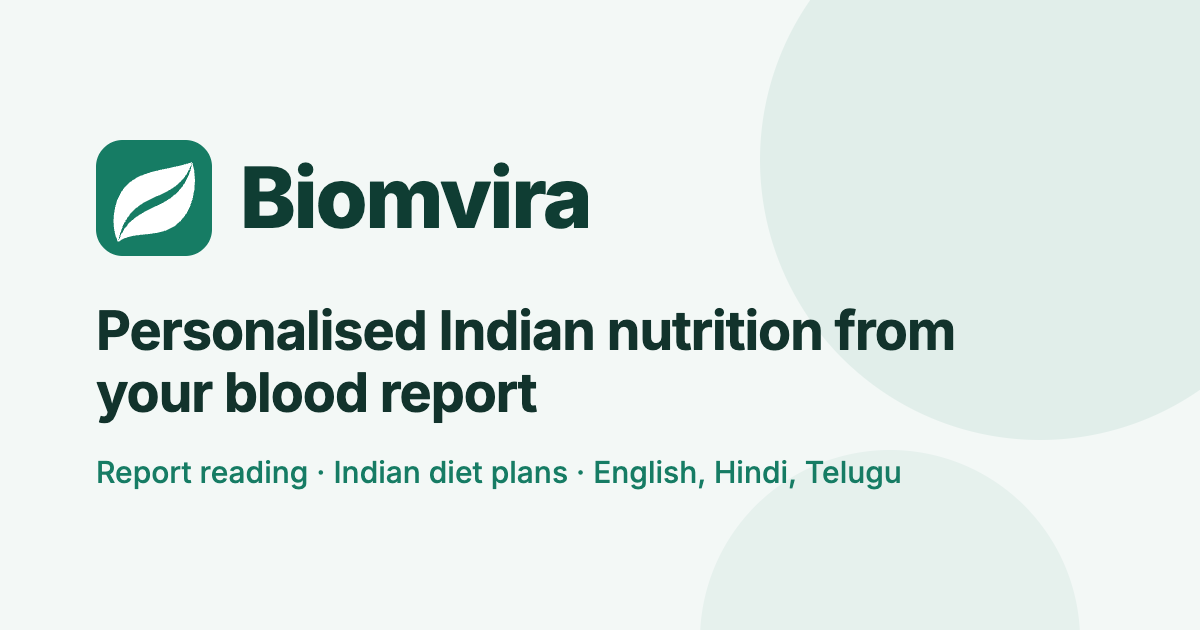 Biomvira
Personalised Indian nutrition from
your blood report
Report reading · Indian diet plans · English, Hindi, Telugu